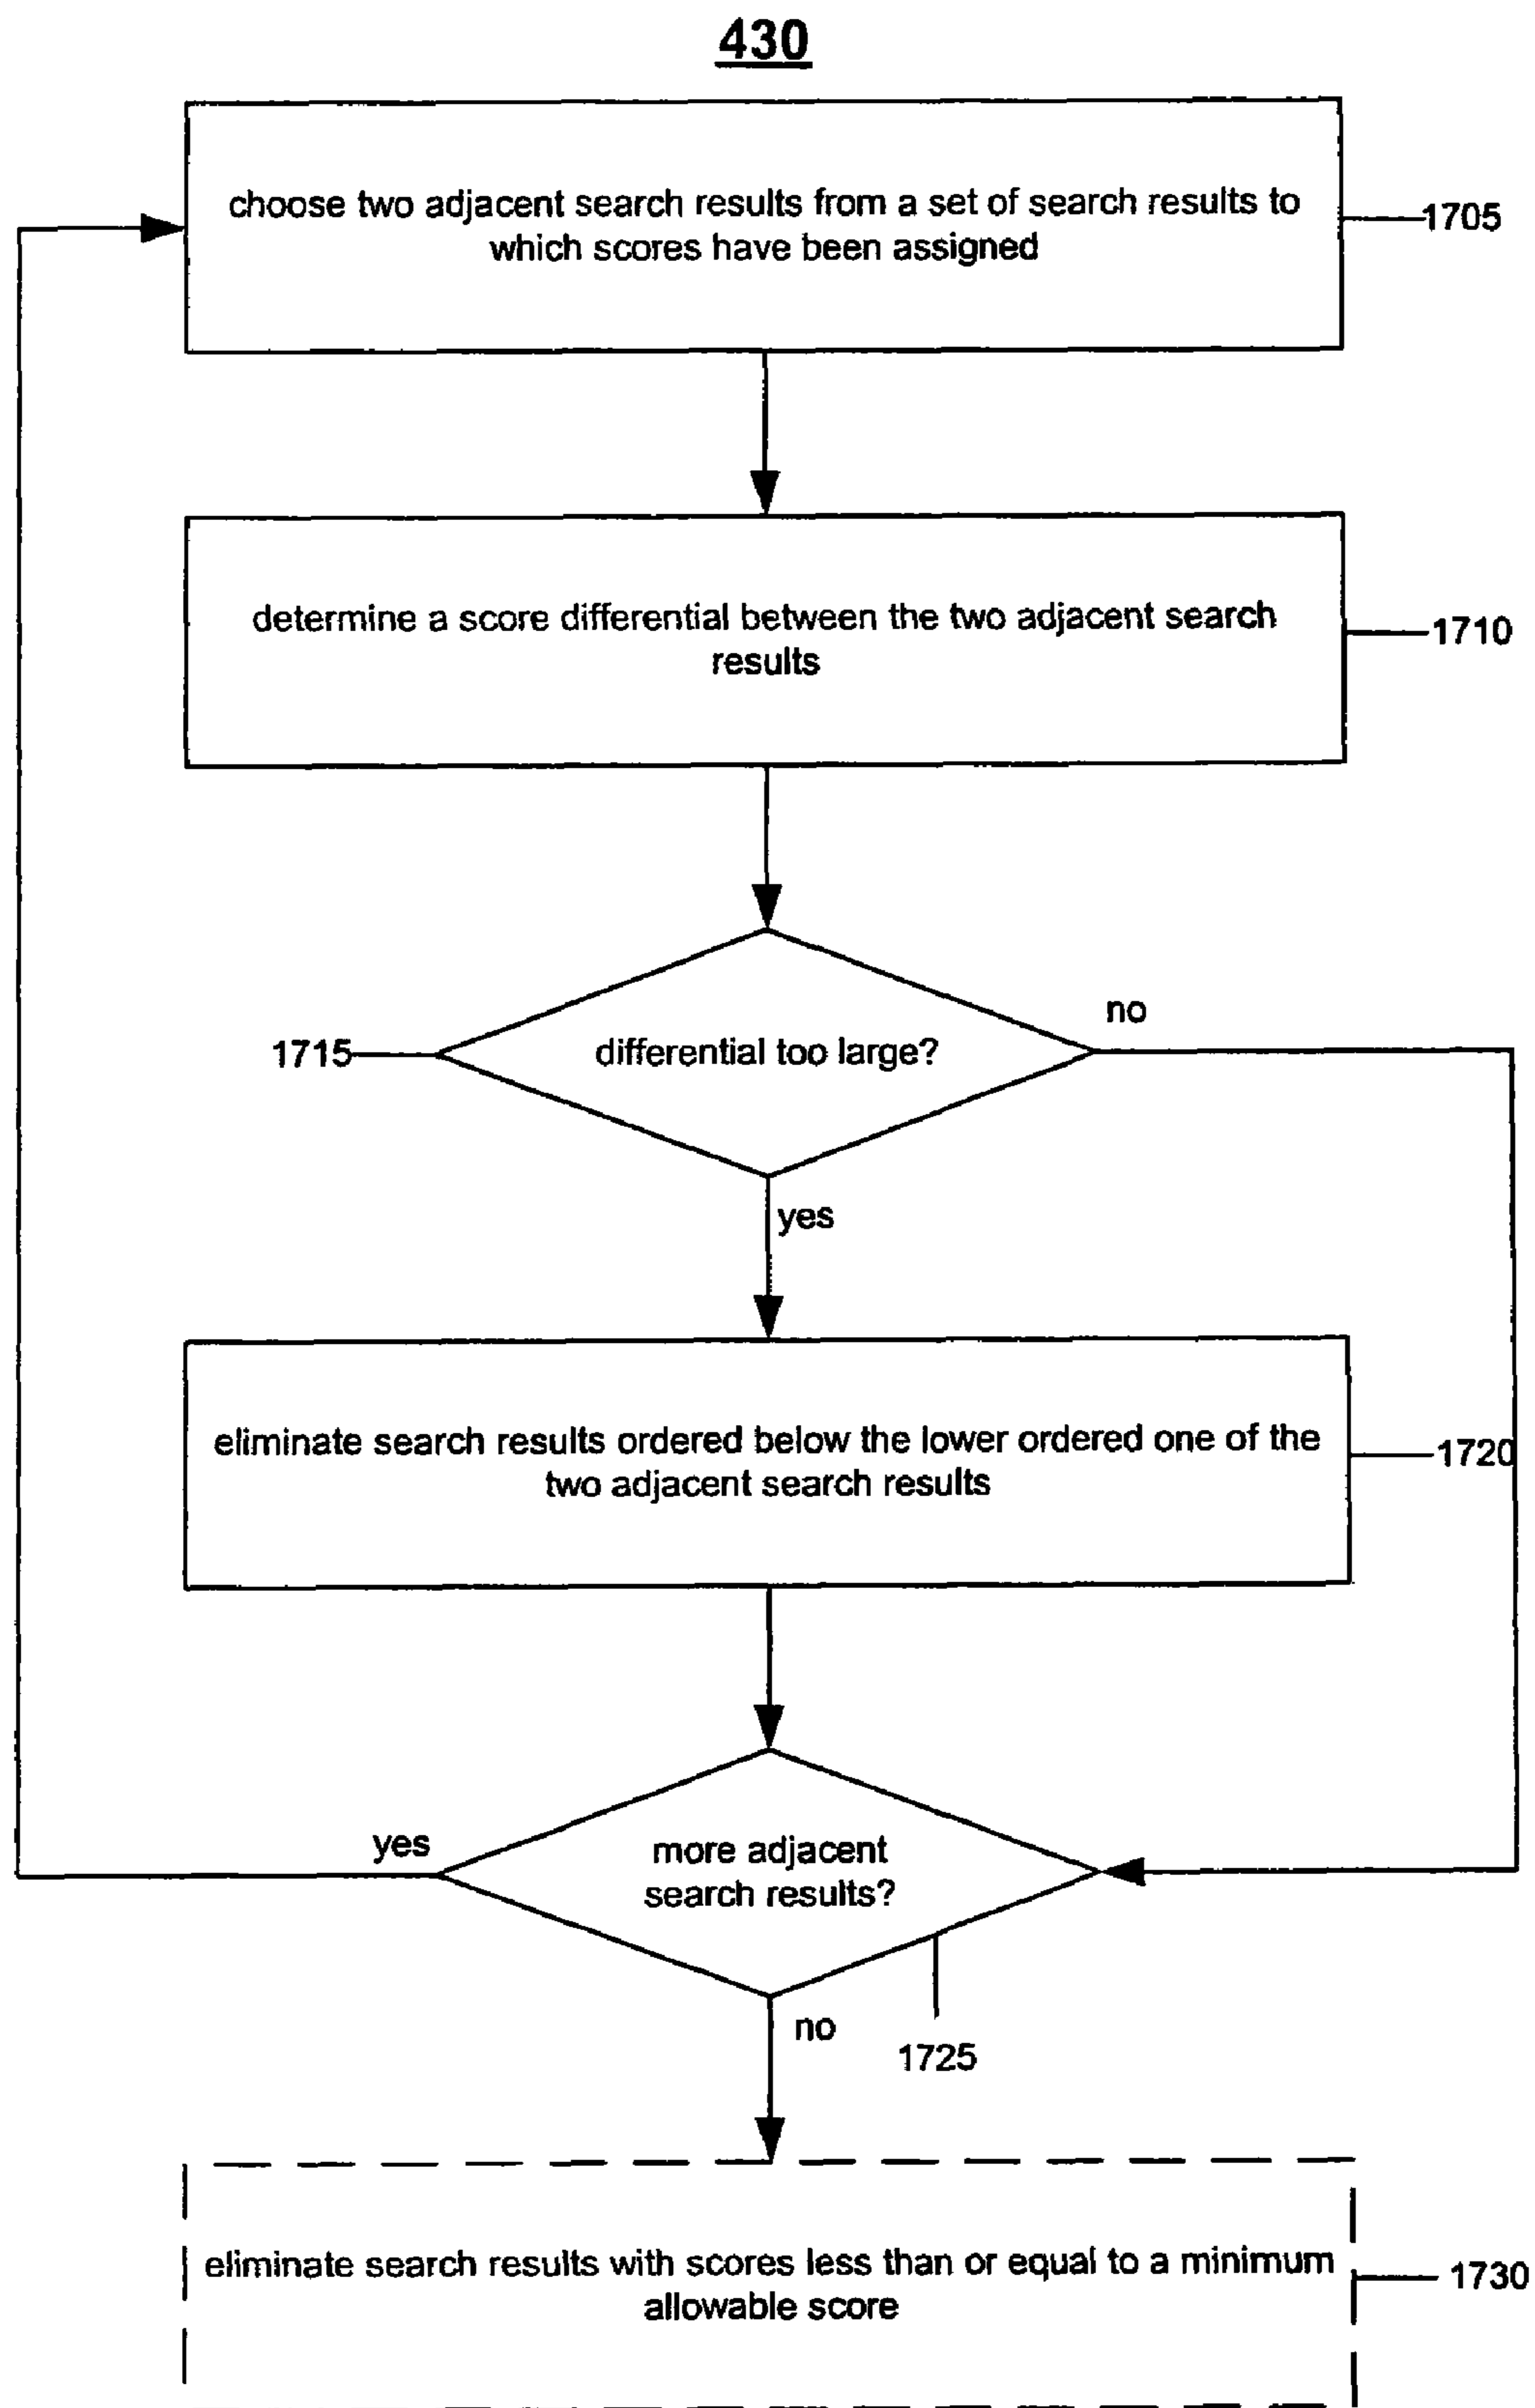 430
choose two adjacent search results from a set of search results to
which scores have been assigned
1705
determine a score differential between the two adjacent search
results
1710
differential too large?
1715
no
yes
eliminate search results ordered below the lower ordered one of the
two adjacent search results
1720
more adjacent
search results?
yes
no
1725
eliminate search results with scores less than or equal to a minimum
allowable score
1730